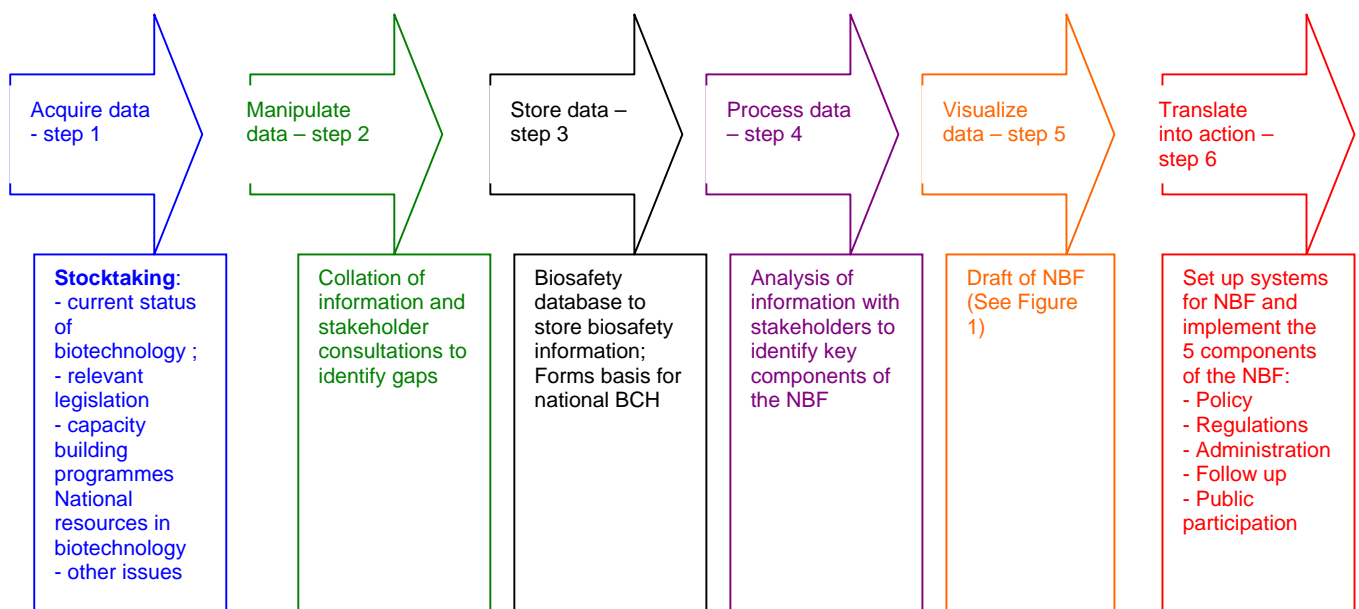 Acquire data
- step 1
Manipulate
data – step 2
Store data –
step 3
Process data
– step 4
Visualize
data – step 5
Translate
into action –
step 6
Stocktaking:
- current status
of
biotechnology ;
- relevant
legislation
- capacity
building
programmes
National
resources in
biotechnology
- other issues
Collation of
information and
stakeholder
consultations to
identify gaps
Biosafety
database to
store biosafety
information;
Forms basis for
national BCH
Analysis of
information with
stakeholders to
identify key
components of
the NBF
Draft of NBF
(See Figure
1)
Set up systems
for NBF and
implement the
5 components
of the NBF:
- Policy
- Regulations
- Administration
- Follow up
- Public
participation